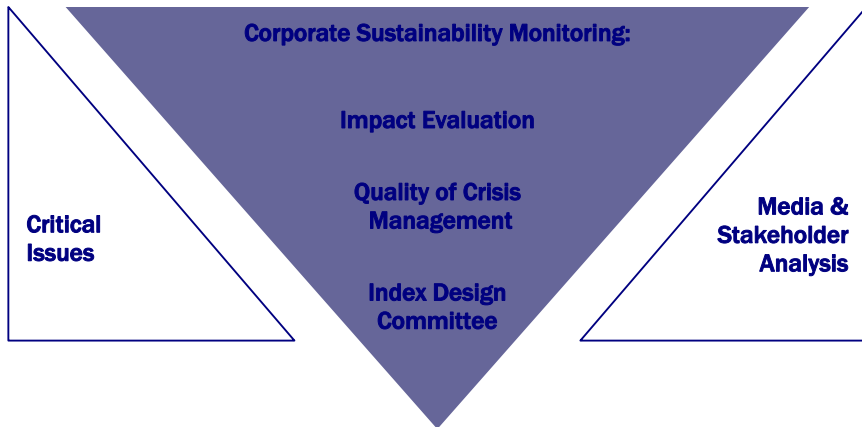 Corporate Sustainability Monitoring:
Impact Evaluation
Quality of Crisis
Management
Index Design
Committee
Critical
Issues
Media &
Stakeholder
Analysis